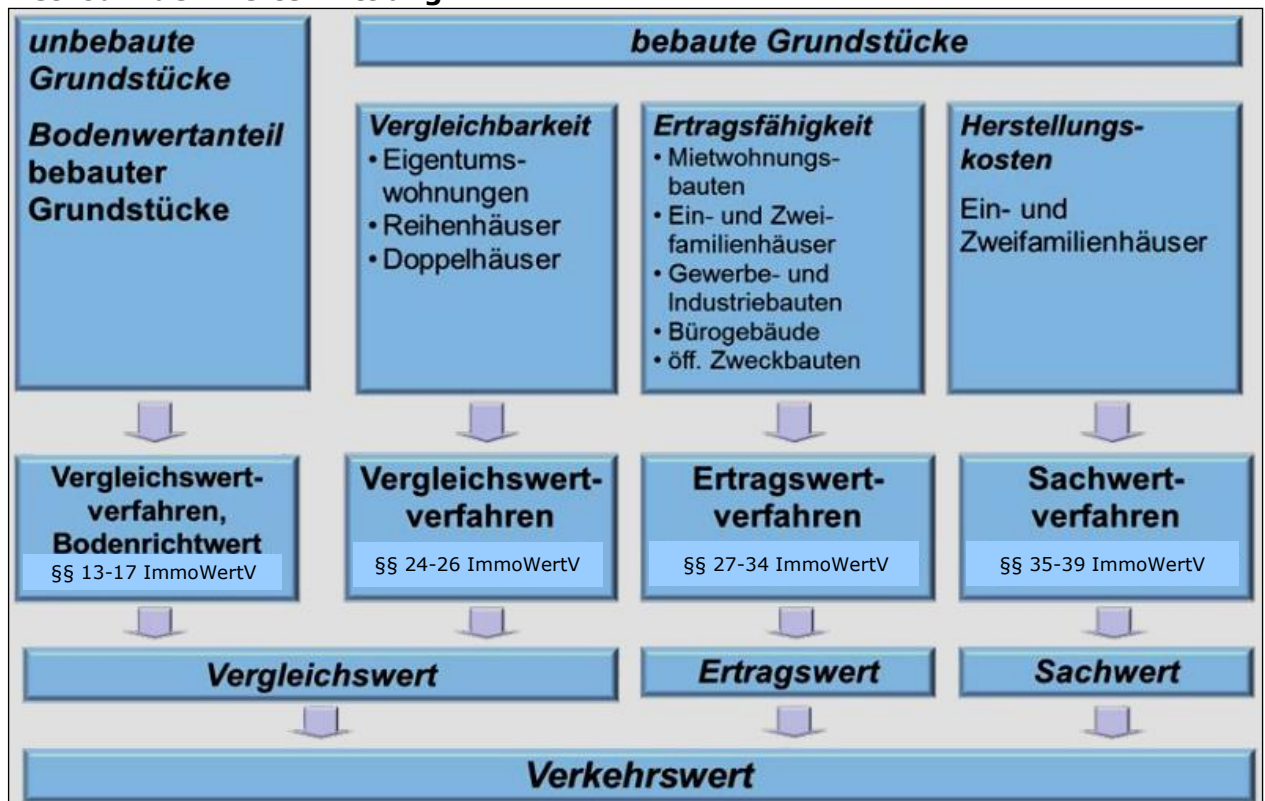 unbebaute
Grundstücke
Bodenwertanteil
bebauter
Grundstücke
bebaute Grundstücke
Vergleichbarkeit
• Eigentums-
wohnungen
• Reihenhäuser
• Doppelhäuser
Ertragsfähigkeit
• Mietwohnungs-
bauten
• Ein- und Zwei-
familienhäuser
• Gewerbe- und
Industriebauten
• Bürogebäude
• öff. Zweckbauten
Herstellungs-
kosten
Ein- und
Zweifamilienhäuser
Vergleichswert-
verfahren,
Bodenrichtwert
§§ 13-17 ImmoWertV
Vergleichswert-
verfahren
§§ 24-26 ImmoWertV
Ertragswert-
verfahren
§§ 27-34 ImmoWertV
Sachwert-
verfahren
§§ 35-39 ImmoWertV
Vergleichswert
Ertragswert
Sachwert
Verkehrswert